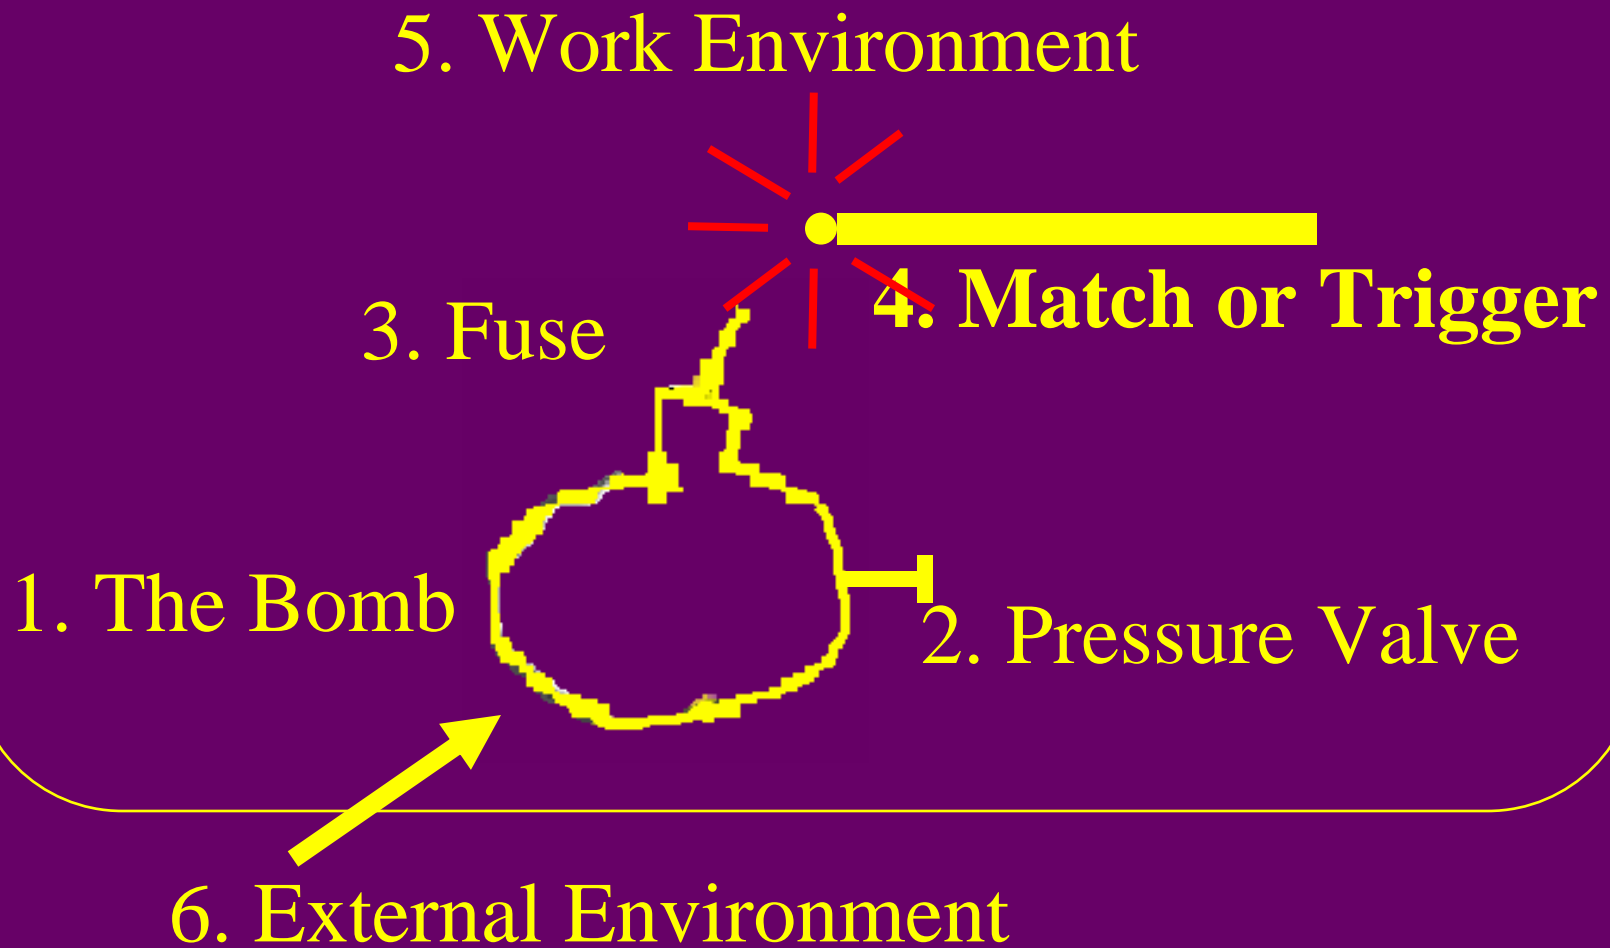 5. Work Environment
4. Match or Trigger
3. Fuse
1. The Bomb
2. Pressure Valve
6. External Environment